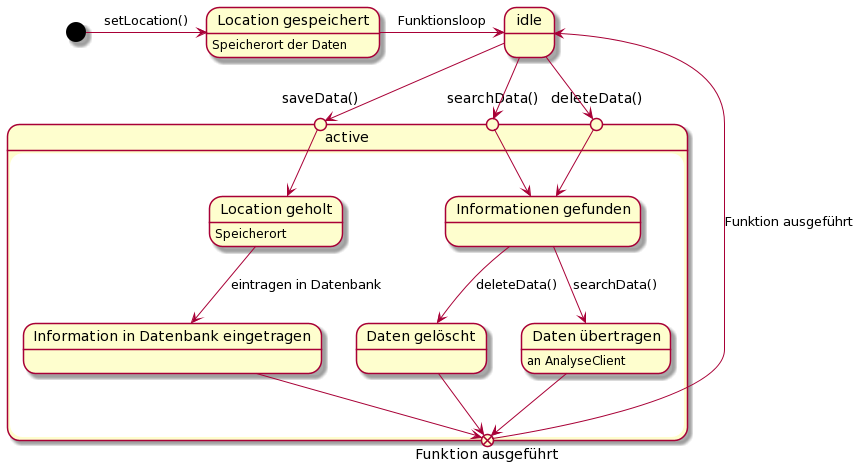 setLocation()
Location gespeichert
Speicherort der Daten
Funktionsloop
idle
saveData()
searchData()
deleteData()
active
Location geholt
Speicherort
Informationen gefunden
Funktion ausgeführt
eintragen in Datenbank
deleteData()
searchData()
Information in Datenbank eingetragen
Daten gelöscht
Daten übertragen
an AnalyseClient
Funktion ausgeführt